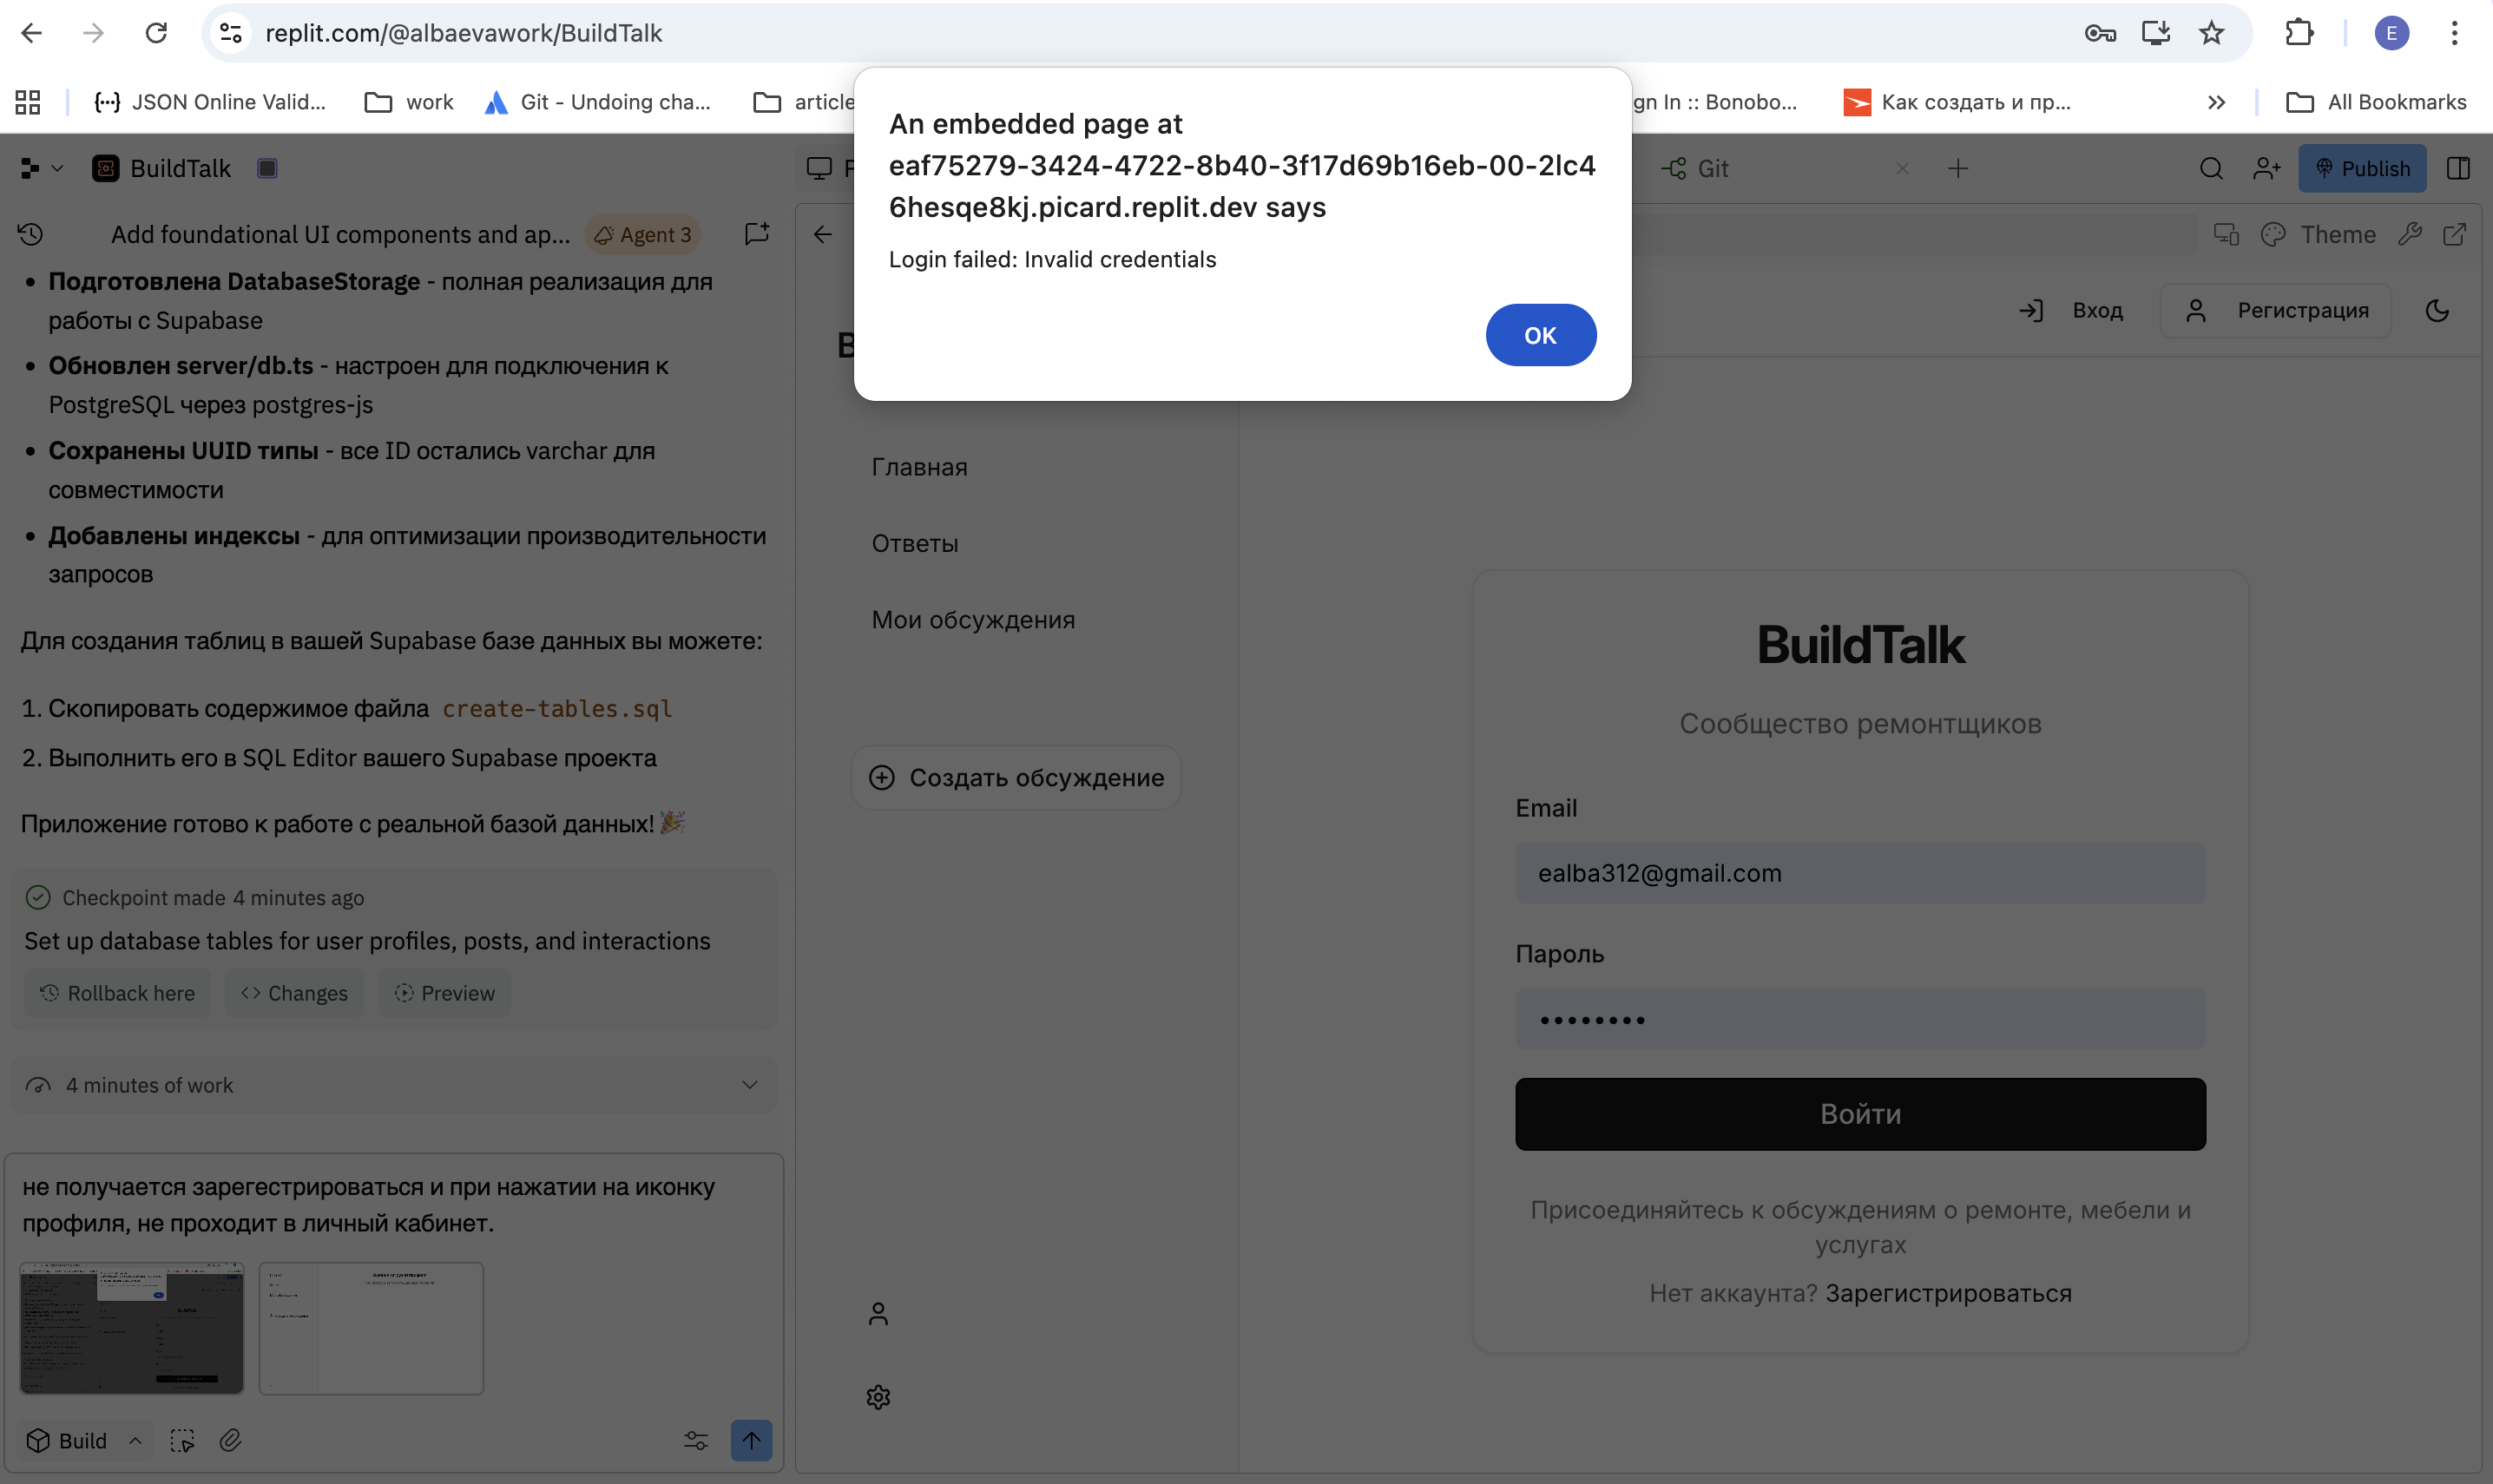 replit.com/@albaevawork/BuildTalk
E
JSON Online Valid...
work
Git - Undoing cha...
article
gn In :: Bonobo...
Как создать и пр...
All Bookmarks
An embedded page at
eaf75279-3424-4722-8b40-3f17d69b16eb-00-2lc4
6hesqe8kj.picard.replit.dev says
Login failed: Invalid credentials
OK
BuildTalk
Git
Publish
Add foundational UI components and ap...
Agent 3
Theme
• Подготовлена DatabaseStorage - полная реализация для
работы с Supabase
• Обновлен server/db.ts - настроен для подключения к
PostgreSQL через postgres-js
• Сохранены UUID типы - все ID остались varchar для
совместимости
• Добавлены индексы - для оптимизации производительности
запросов
Для создания таблиц в вашей Supabase базе данных вы можете:
1. Скопировать содержимое файла create-tables.sql
2. Выполнить его в SQL Editor вашего Supabase проекта
Приложение готово к работе с реальной базой данных! 🎉
Checkpoint made 4 minutes ago
Set up database tables for user profiles, posts, and interactions
Rollback here
Changes
Preview
4 minutes of work
не получается зарегестрироваться и при нажатии на иконку
профиля, не проходит в личный кабинет.
Build
Вход
Регистрация
Главная
Ответы
Мои обсуждения
Создать обсуждение
BuildTalk
Сообщество ремонтщиков
Email
ealba312@gmail.com
Пароль
••••••••
Войти
Присоединяйтесь к обсуждениям о ремонте, мебели и
услугах
Нет аккаунта? Зарегистрироваться